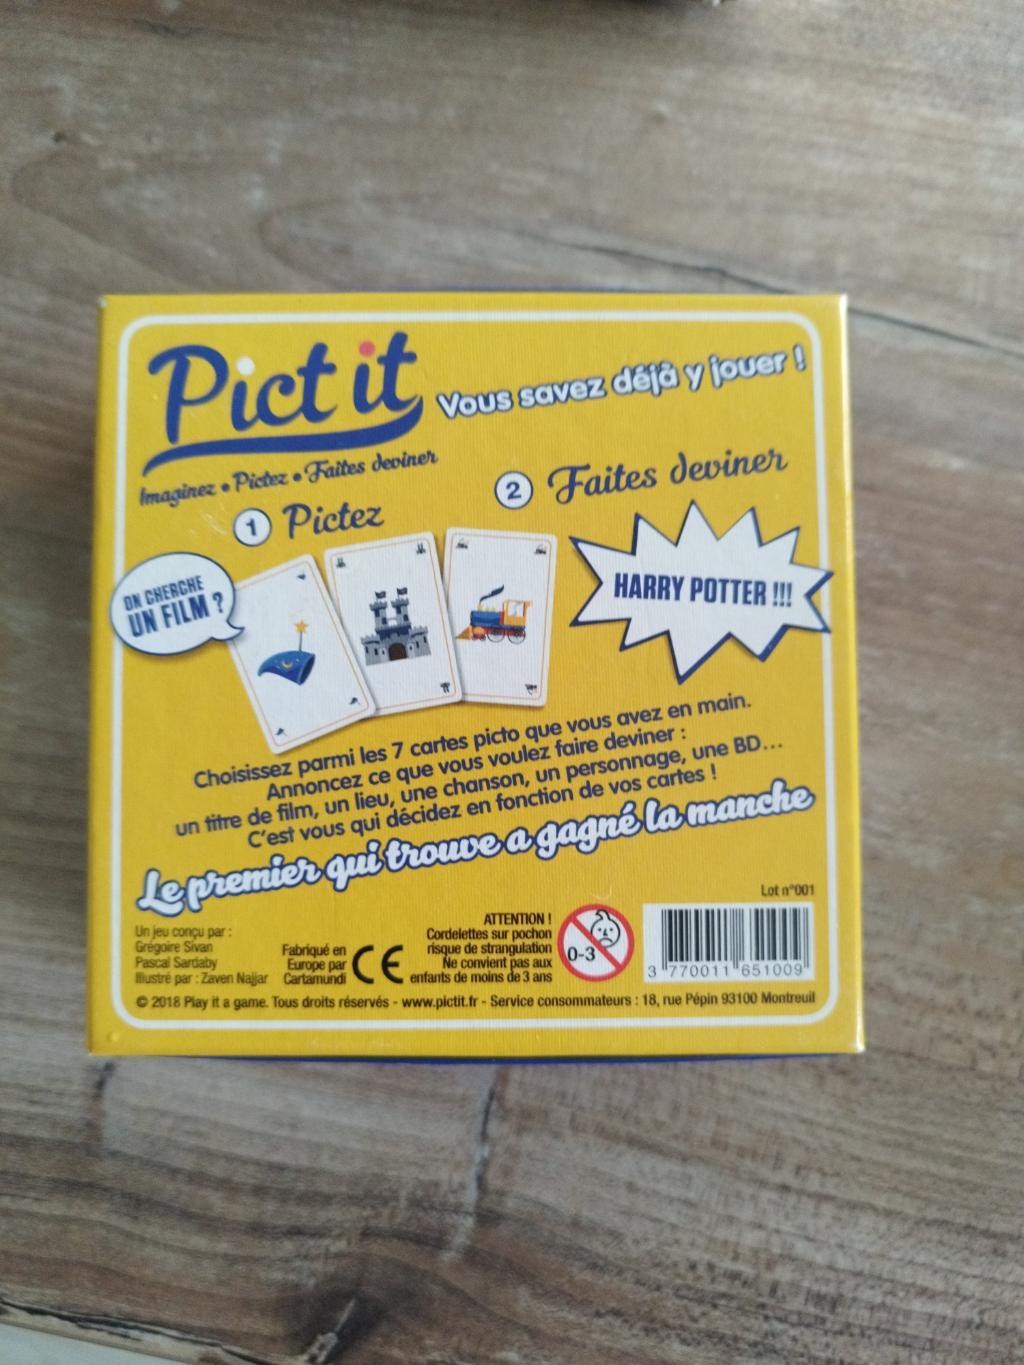 Pict it
Vous savez déjà y jouer !
Imaginez • Pictez • Faites deviner
1 Pictez
2 Faites deviner
ON CHERCHE
UN FILM ?
HARRY POTTER !!!
Choisissez parmi les 7 cartes picto que vous avez en main.
Annoncez ce que vous voulez faire deviner :
un titre de film, un lieu, une chanson, un personnage, une BD...
C'est vous qui décidez en fonction de vos cartes !
Le premier qui trouve a gagné la manche
Lot n°001
Un jeu conçu par :
Grégoire Sivan
Pascal Sardaby
Illustré par : Zaven Najjar
Fabriqué en
Europe par
Cartamundi
CE
ATTENTION !
Cordelettes sur pochon
risque de strangulation
Ne convient pas aux
enfants de moins de 3 ans
0-3
3 770011 651009
© 2018 Play it a game. Tous droits réservés - www.pictit.fr - Service consommateurs : 18, rue Pépin 93100 Montreuil